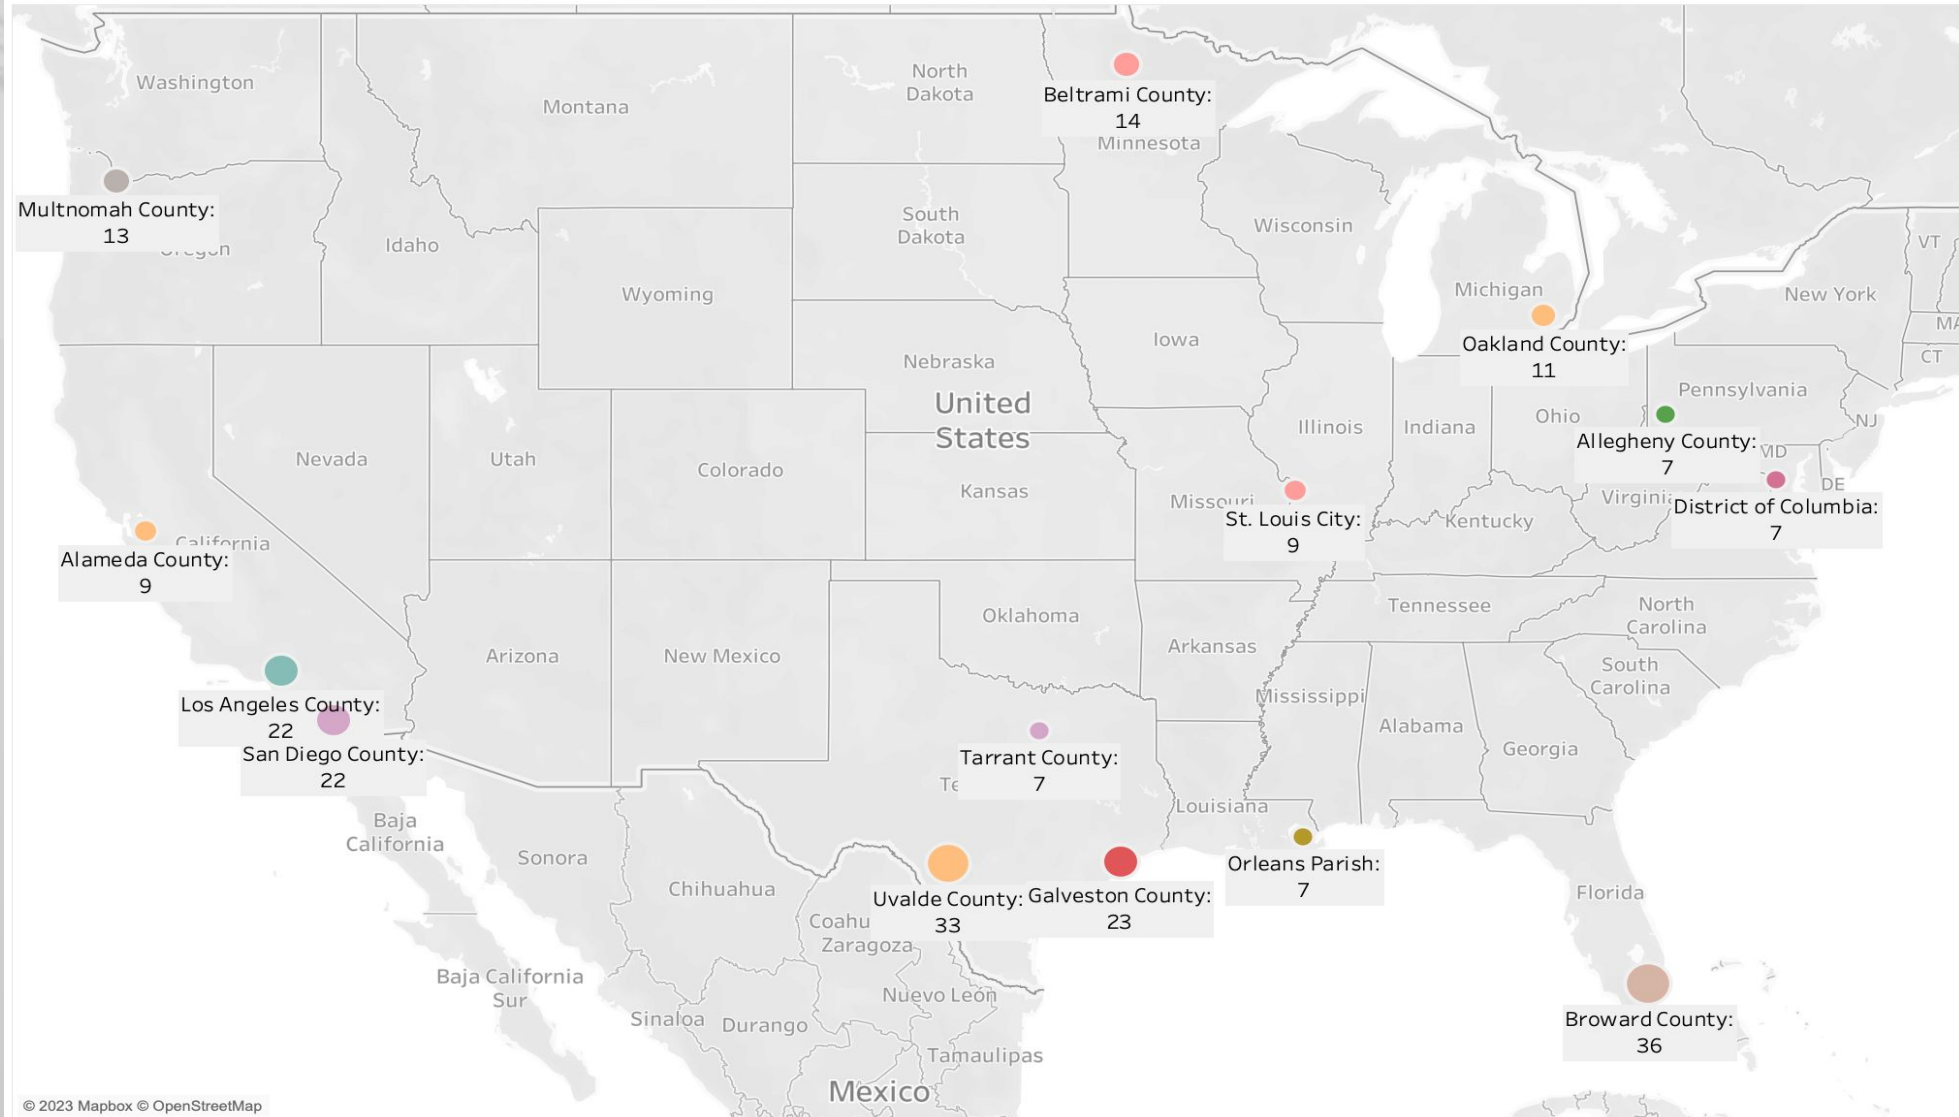 Washington
Montana
North
Dakota
Beltrami County:
14
Minnesota
Multnomah County:
13
Oregon
Idaho
South
Dakota
Wisconsin
VT
Wyoming
Michigan
New York
MA
Iowa
Oakland County:
11
CT
Nebraska
United
States
Pennsylvania
NJ
Ohio
Illinois
Indiana
Allegheny County:
7
MD
Nevada
Utah
Colorado
Kansas
DE
Missouri
Virginia
District of Columbia:
7
St. Louis City:
9
Kentucky
California
Alameda County:
9
Oklahoma
Tennessee
North
Carolina
Arkansas
Arizona
New Mexico
South
Carolina
Mississippi
Los Angeles County:
22
Alabama
Georgia
San Diego County:
22
Tarrant County:
7
Te
Louisiana
Baja
California
Sonora
Chihuahua
Orleans Parish:
7
Florida
Uvalde County:
33
Galveston County:
23
Coahu
Zaragoza
Baja California
Sur
Nuevo León
Sinaloa
Durango
Broward County:
36
Tamaulipas
Mexico
© 2023 Mapbox © OpenStreetMap